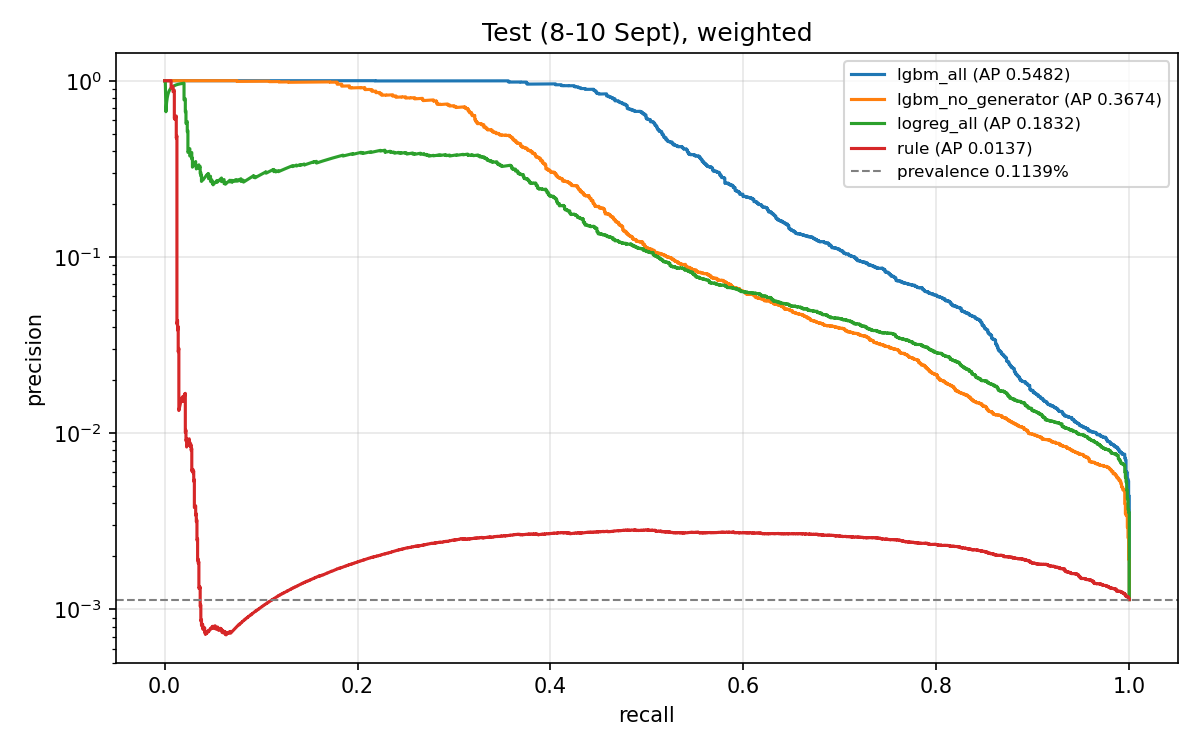 Test (8-10 Sept), weighted
lgbm_all (AP 0.5482)
lgbm_no_generator (AP 0.3674)
logreg_all (AP 0.1832)
rule (AP 0.0137)
prevalence 0.1139%
precision
10⁰
10⁻¹
10⁻²
10⁻³
0.0 0.2 0.4 0.6 0.8 1.0
recall